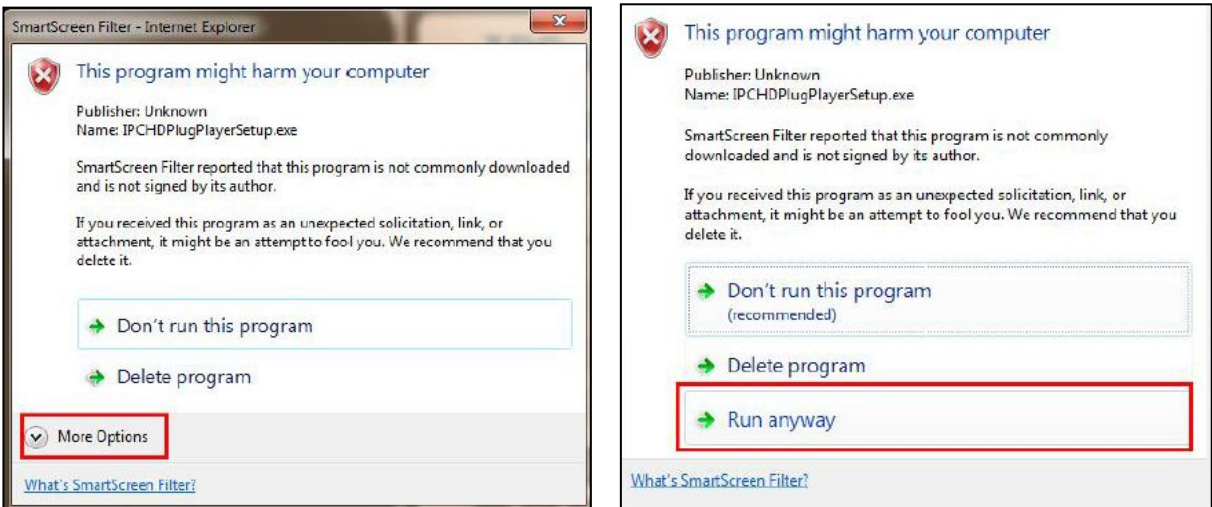 SmartScreen Filter - Internet Explorer
This program might harm your computer
Publisher: Unknown
Name: IPCHDPlugPlayerSetup.exe
SmartScreen Filter reported that this program is not commonly downloaded
and is not signed by its author.
If you received this program as an unexpected solicitation, link, or
attachment, it might be an attempt to fool you. We recommend that you
delete it.
Don't run this program
Delete program
More Options
What's SmartScreen Filter?
This program might harm your computer
Publisher: Unknown
Name: IPCHDPlugPlayerSetup.exe
SmartScreen Filter reported that this program is not commonly
downloaded and is not signed by its author.
If you received this program as an unexpected solicitation, link, or
attachment, it might be an attempt to fool you. We recommend that you
delete it.
Don't run this program
(recommended)
Delete program
Run anyway
What's SmartScreen Filter?